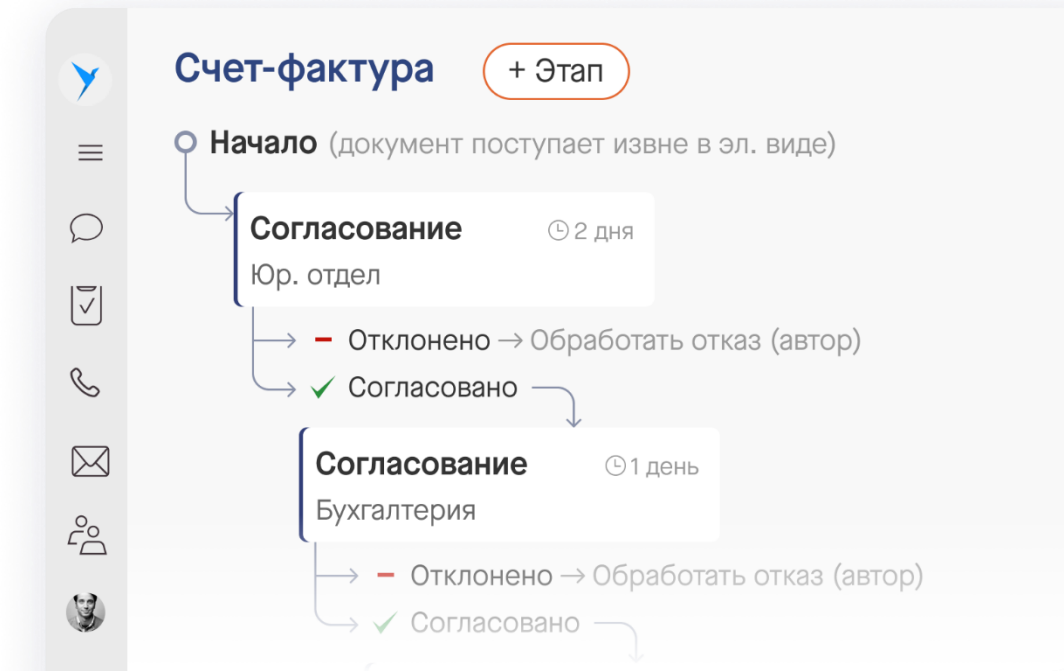 Счет-фактура + Этап
Начало (документ поступает извне в эл. виде)
Согласование 2 дня
Юр. отдел
Отклонено → Обработать отказ (автор)
Согласовано
Согласование 1 день
Бухгалтерия
Отклонено → Обработать отказ (автор)
Согласовано